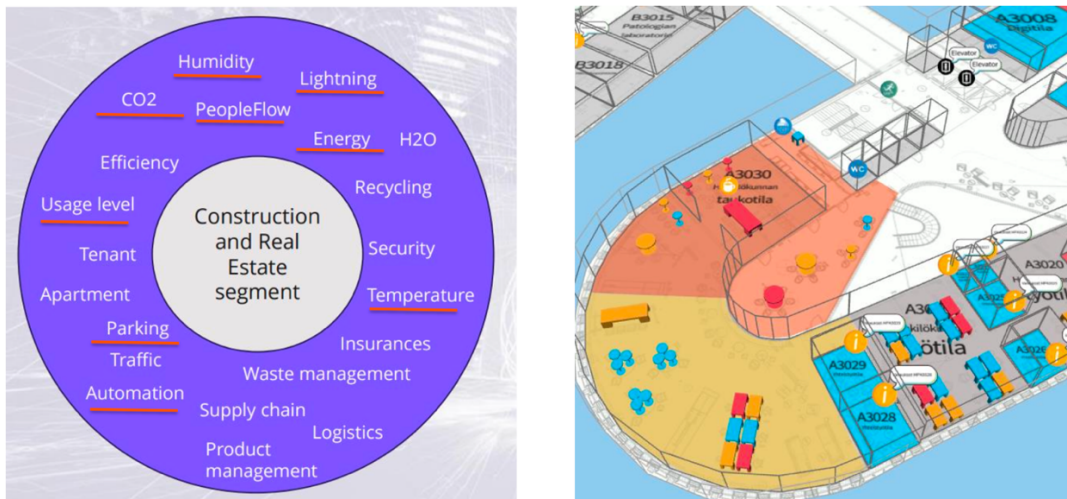 Humidity
Lightning
CO2
PeopleFlow
Energy
H2O
Efficiency
Recycling
Usage level
Construction
and Real
Estate
segment
Security
Tenant
Apartment
Temperature
Parking
Insurances
Traffic
Waste management
Automation
Supply chain
Logistics
Product
management
B3015
Patologian
laboratorio
B3018
A3008
WC
Elevator
Elevator
A3030
taukotila
WC
A3020
A3029
A3028